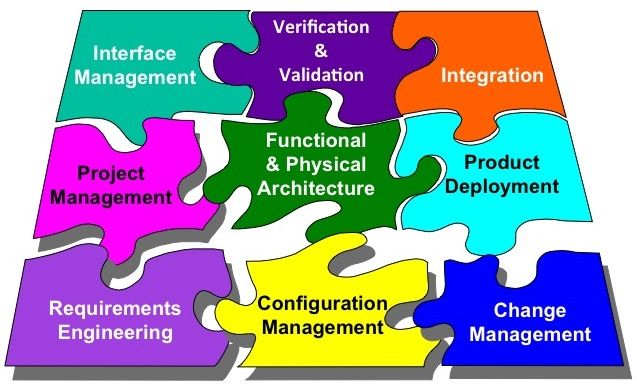 Interface
Management
Verification
&
Validation
Integration
Project
Management
Functional
& Physical
Architecture
Product
Deployment
Requirements
Engineering
Configuration
Management
Change
Management